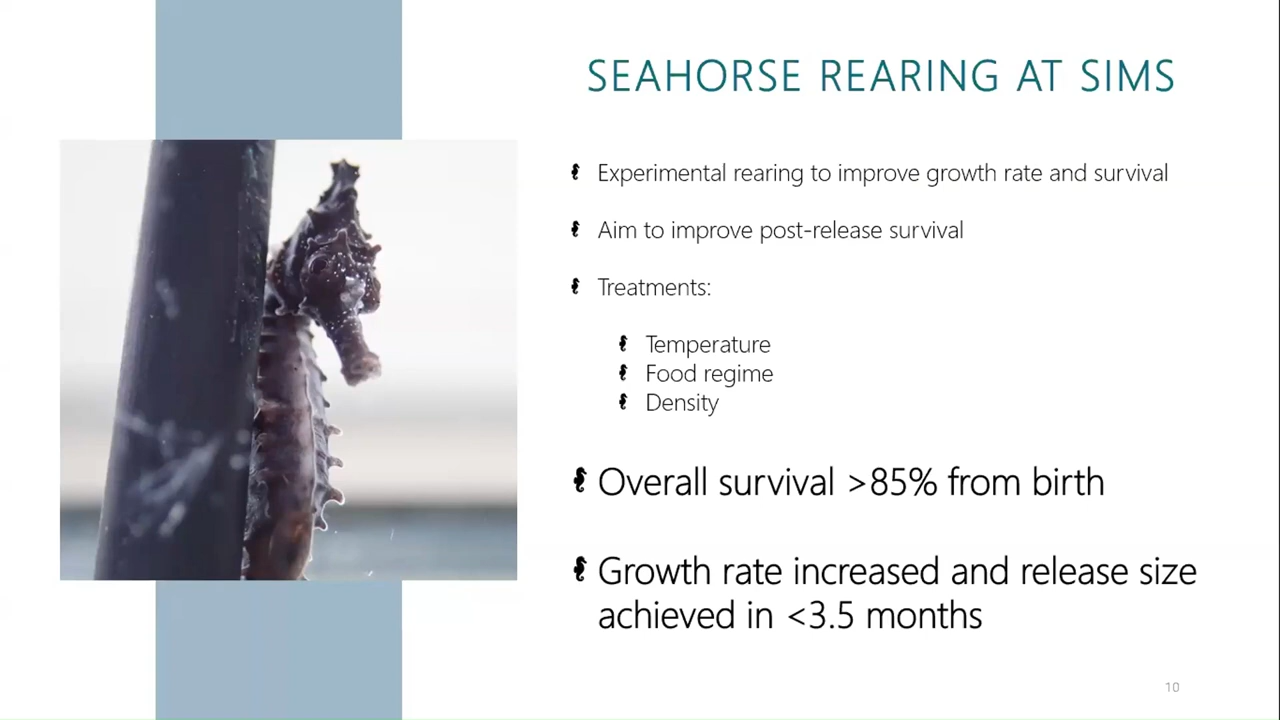 SEAHORSE REARING AT SIMS
Experimental rearing to improve growth rate and survival
Aim to improve post-release survival
Treatments:
Temperature
Food regime
Density
Overall survival >85% from birth
Growth rate increased and release size
achieved in <3.5 months
10